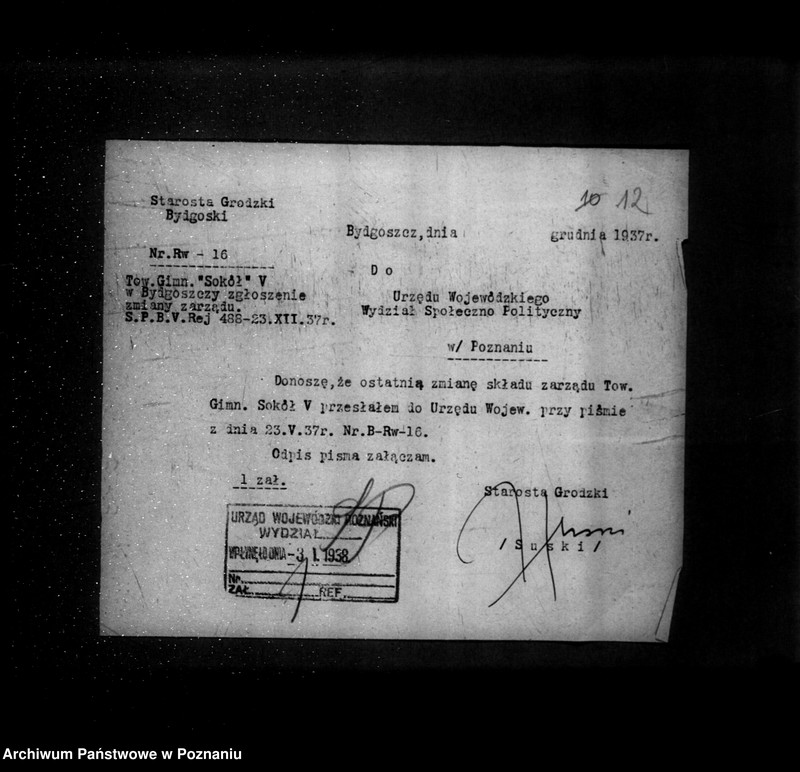 10 12
Starosta Grodzki
Bydgoski
Bydgoszcz,dnia grudnia 1937r.
Nr.Rw - 16
Tow.Gimn."Sokół" V
w Bydgoszczy zgłoszenie
zmiany zarządu.
S.P.B.V.Rej 488-23.XII.37r.
Do
Urzędu Wojewódzkiego
Wydział Społeczno Polityczny
w/ Poznaniu
Donoszę,że ostatnią zmianę składu zarządu Tow.
Gimn. Sokół V przesłałem do Urzędu Wojew. przy piśmie
z dnia 23.V.37r. Nr.B-Rw-16.
Odpis pisma załączam.
1 zał.
Starosta Grodzki
/ S u s k i /
URZĄD WOJEWÓDZKI POZNAŃSKI
WYDZIAŁ
WPŁYNĘŁO DNIA -3 I. 1938
Nr.
ZAŁ. REF.
Archiwum Państwowe w Poznaniu